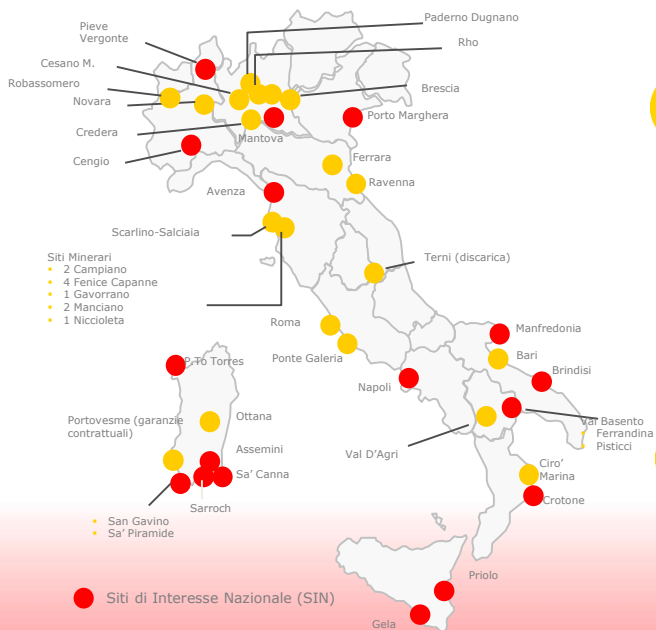 Paderno Dugnano
Pieve
Vergonte
Rho
Cesano M.
Robassomero
Brescia
Novara
Porto Marghera
Credera
Mantova
Cengio
Ferrara
Ravenna
Avenza
Scarlino-Salciaia
Siti Minerari
• 2 Campiano
• 4 Fenice Capanne
• 1 Gavorrano
• 2 Manciano
• 1 Niccioleta
Terni (discarica)
Roma
Ponte Galeria
Manfredonia
Bari
Brindisi
P.To Torres
Napoli
Portovesme (garanzie
contrattuali)
Ottana
Val Basento
• Ferrandina
• Pisticci
Assemini
Val D'Agri
Sa' Canna
Ciro'
Marina
Crotone
Sarroch
• San Gavino
• Sa' Piramide
Priolo
Siti di Interesse Nazionale (SIN)
Gela